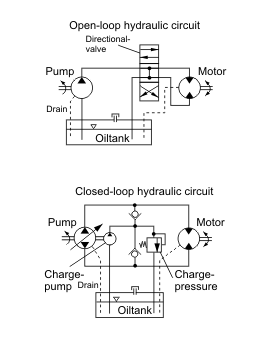 Open-loop hydraulic circuit
Directional-
valve
Pump
Motor
Drain
Oiltank
Closed-loop hydraulic circuit
Pump
Motor
Charge-
pump
Drain
Charge-
pressure
Oiltank